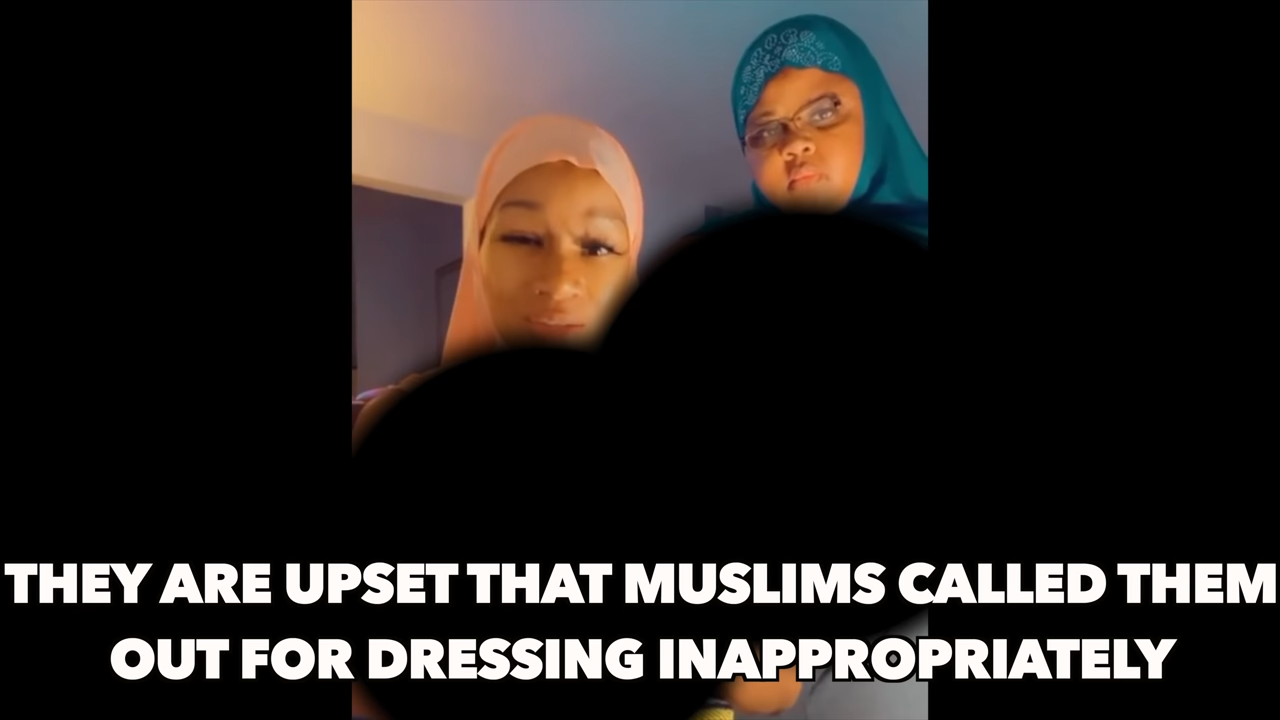 THEY ARE UPSET THAT MUSLIMS CALLED THEM
OUT FOR DRESSING INAPPROPRIATELY